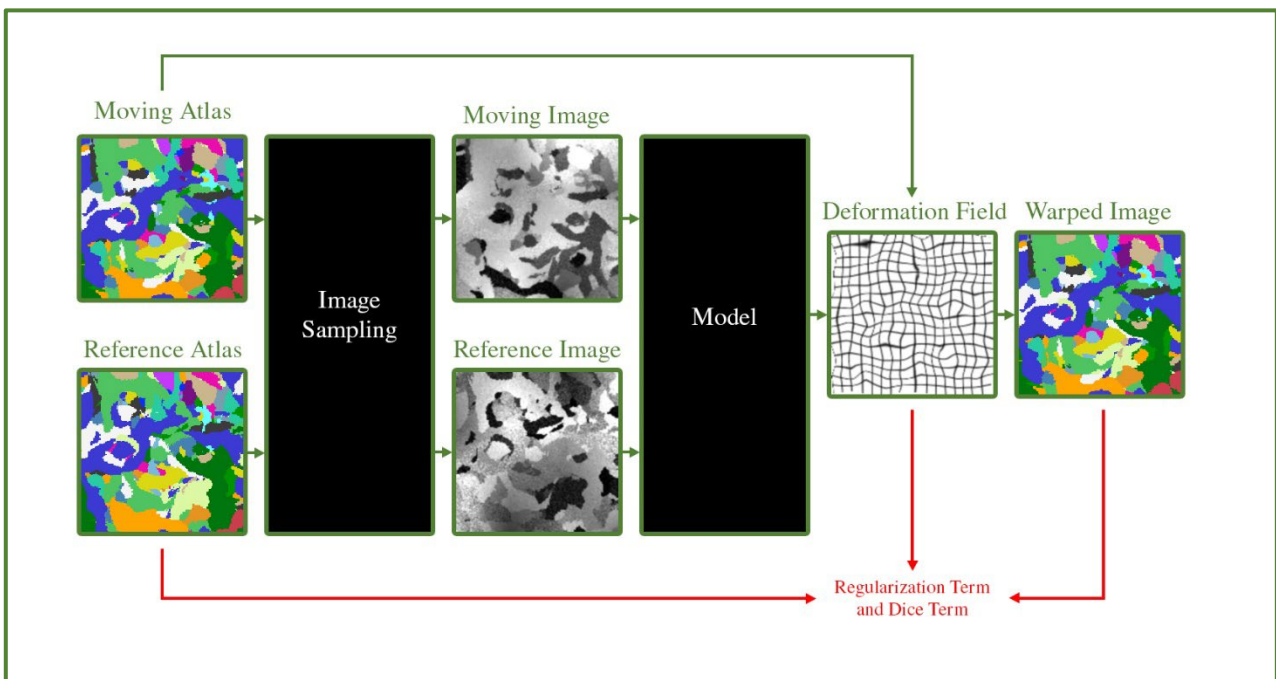 Moving Atlas
Moving Image
Deformation Field
Warped Image
Image
Sampling
Model
Reference Atlas
Reference Image
Regularization Term
and Dice Term